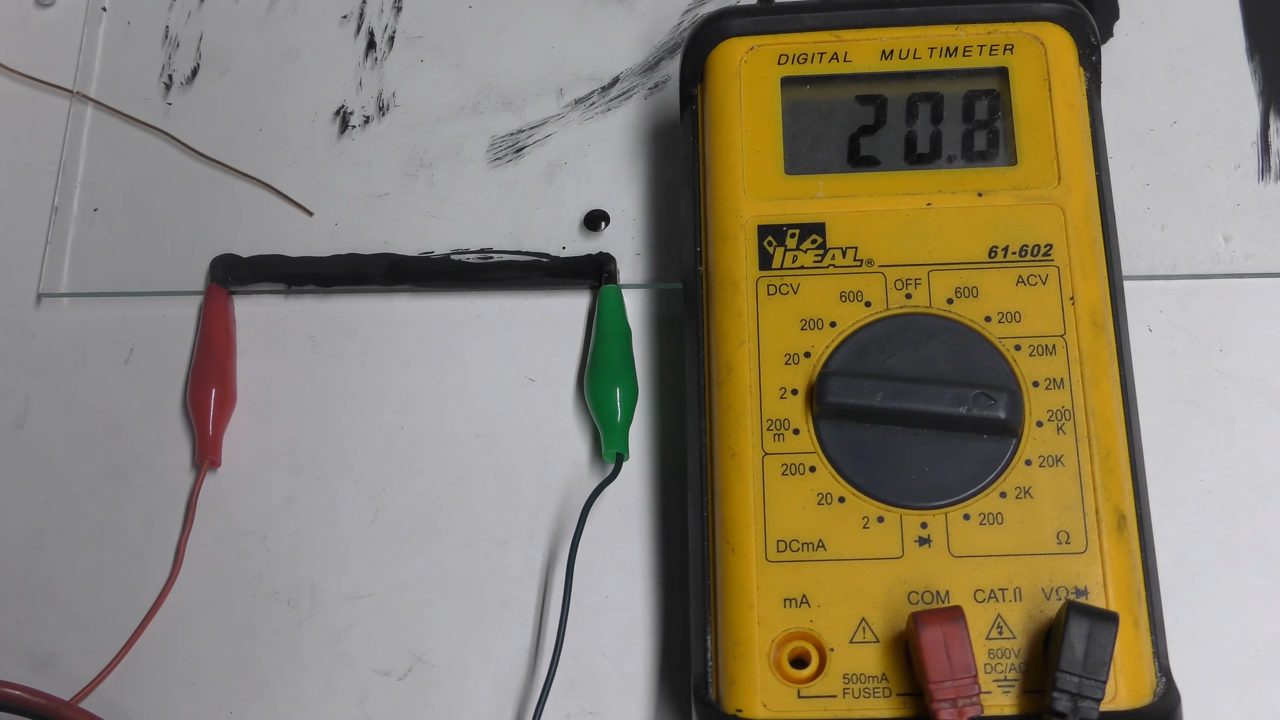 DIGITAL MULTIMETER
20.8
IDEAL®
61-602
DCV
OFF
ACV
600
600
200
200
20
20M
2
2M
200
m
200
K
200
20K
20
2K
2
200
DCmA
Ω
mA
COM
CAT.II
VΩ
600V
DC/AC
500mA
FUSED